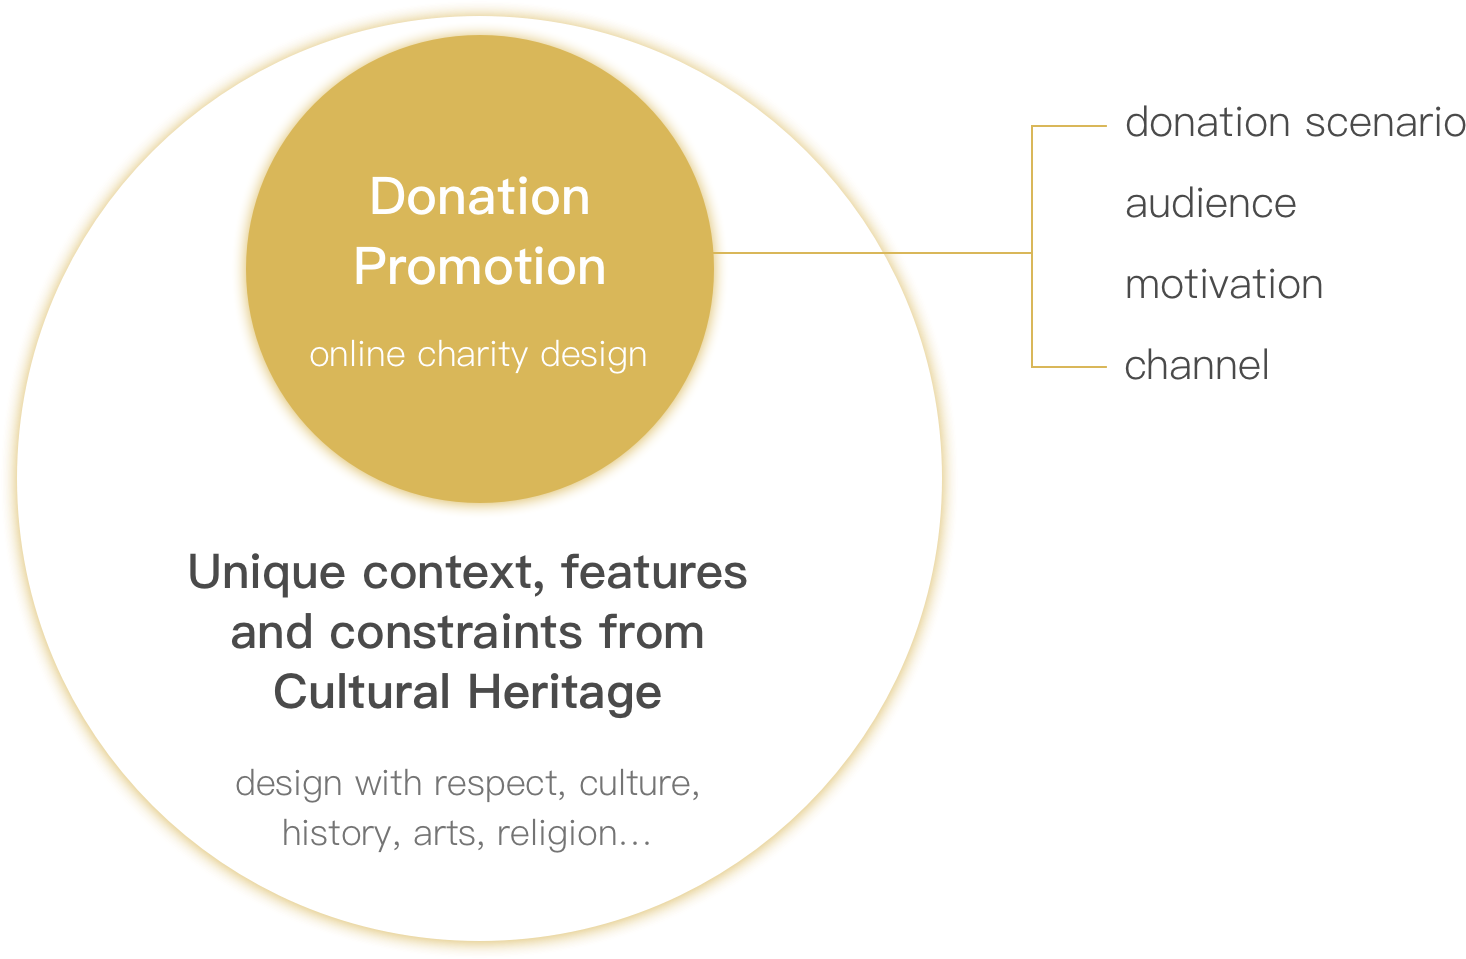 Donation
Promotion
online charity design
donation scenario
audience
motivation
channel
Unique context, features
and constraints from
Cultural Heritage
design with respect, culture,
history, arts, religion...